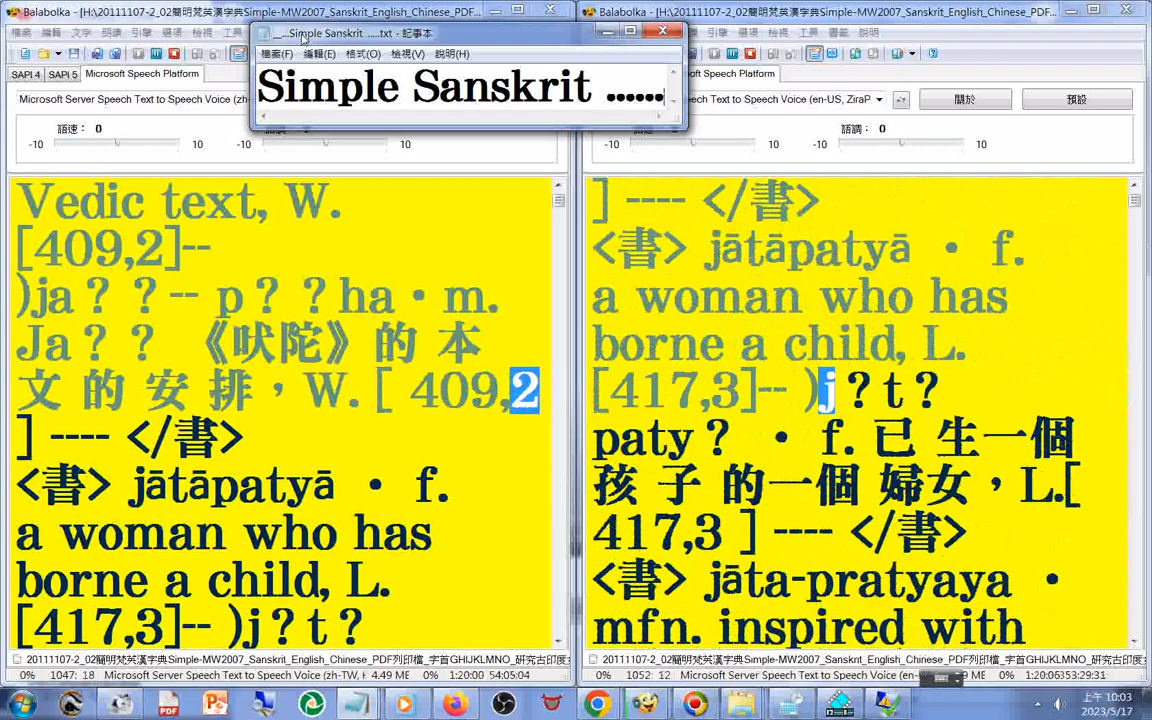 Balabolka - [H:\20111107-2_02簡明梵英漢字典Simple-MW2007_Sanskrit_English_Chinese_PDF...
Balabolka - [H:\20111107-2_02簡明梵英漢字典Simple-MW2007_Sanskrit_English_Chinese_PDF...
__...Simple Sanskrit .....txt - 記事本
檔案(F) 編輯(E) 格式(O) 檢視(V) 說明(H)
Simple Sanskrit ......
SAPI 4 SAPI 5 Microsoft Speech Platform
Speech Platform
Microsoft Server Speech Text to Speech Voice (zh-
eech Text to Speech Voice (en-US, ZiraP
關於
預設
語速： 0
-10 10 -10 10
語調： 0
-10 10 -10 10
Vedic text, W.
[409,2]--
)ja？？-- p？？ha‧m.
Ja？？ 《吠陀》的 本
文 的 安 排，W. [ 409,2
] ---- </書>
<書> jātāpatyā ‧ f.
a woman who has
borne a child, L.
[417,3]-- )j？t？
] ---- </書>
<書> jātāpatyā ‧ f.
a woman who has
borne a child, L.
[417,3]-- )j？t？
paty？ ‧ f. 已 生一個
孩 子 的一個 婦女，L.[
417,3 ] ---- </書>
<書> jāta-pratyaya ‧
mfn. inspired with
20111107-2_02簡明梵英漢字典Simple-MW2007_Sanskrit_English_Chinese_PDF列印檔_字首GHIJKLMNO_研究古印度
20111107-2_02簡明梵英漢字典Simple-MW2007_Sanskrit_English_Chinese_PDF列印檔_字首GHIJKLMNO_研究古印度
0% 1047: 18 Microsoft Server Speech Text to Speech Voice (zh-TW, H 4.49 ME 0% 1:20:00 54:05:04
0% 1052: 12 Microsoft Server Speech Text to Speech Voice (en-US, 0% 1:20:06353:29:31
上午 10:03
2023/5/17